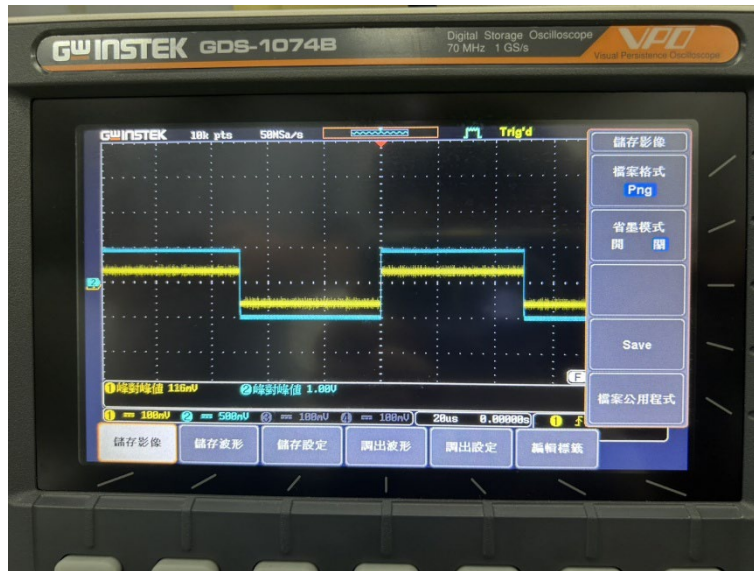 GW INSTEK GDS-1074B
Digital Storage Oscilloscope
70 MHz 1 GS/s
VPO
Visual Persistence Oscilloscope
GW INSTEK 10k pts 50MSa/s Trig'd
儲存影像
檔案格式
Png
省墨模式
開 關
2
Save
F
檔案公用程式
1 峰對峰值 116mV 2 峰對峰值 1.00V
1 100mV 2 500mV 3 100mV 4 100mV 20us 0.00000s 1
儲存影像 儲存波形 儲存設定 調出波形 調出設定 編輯標籤